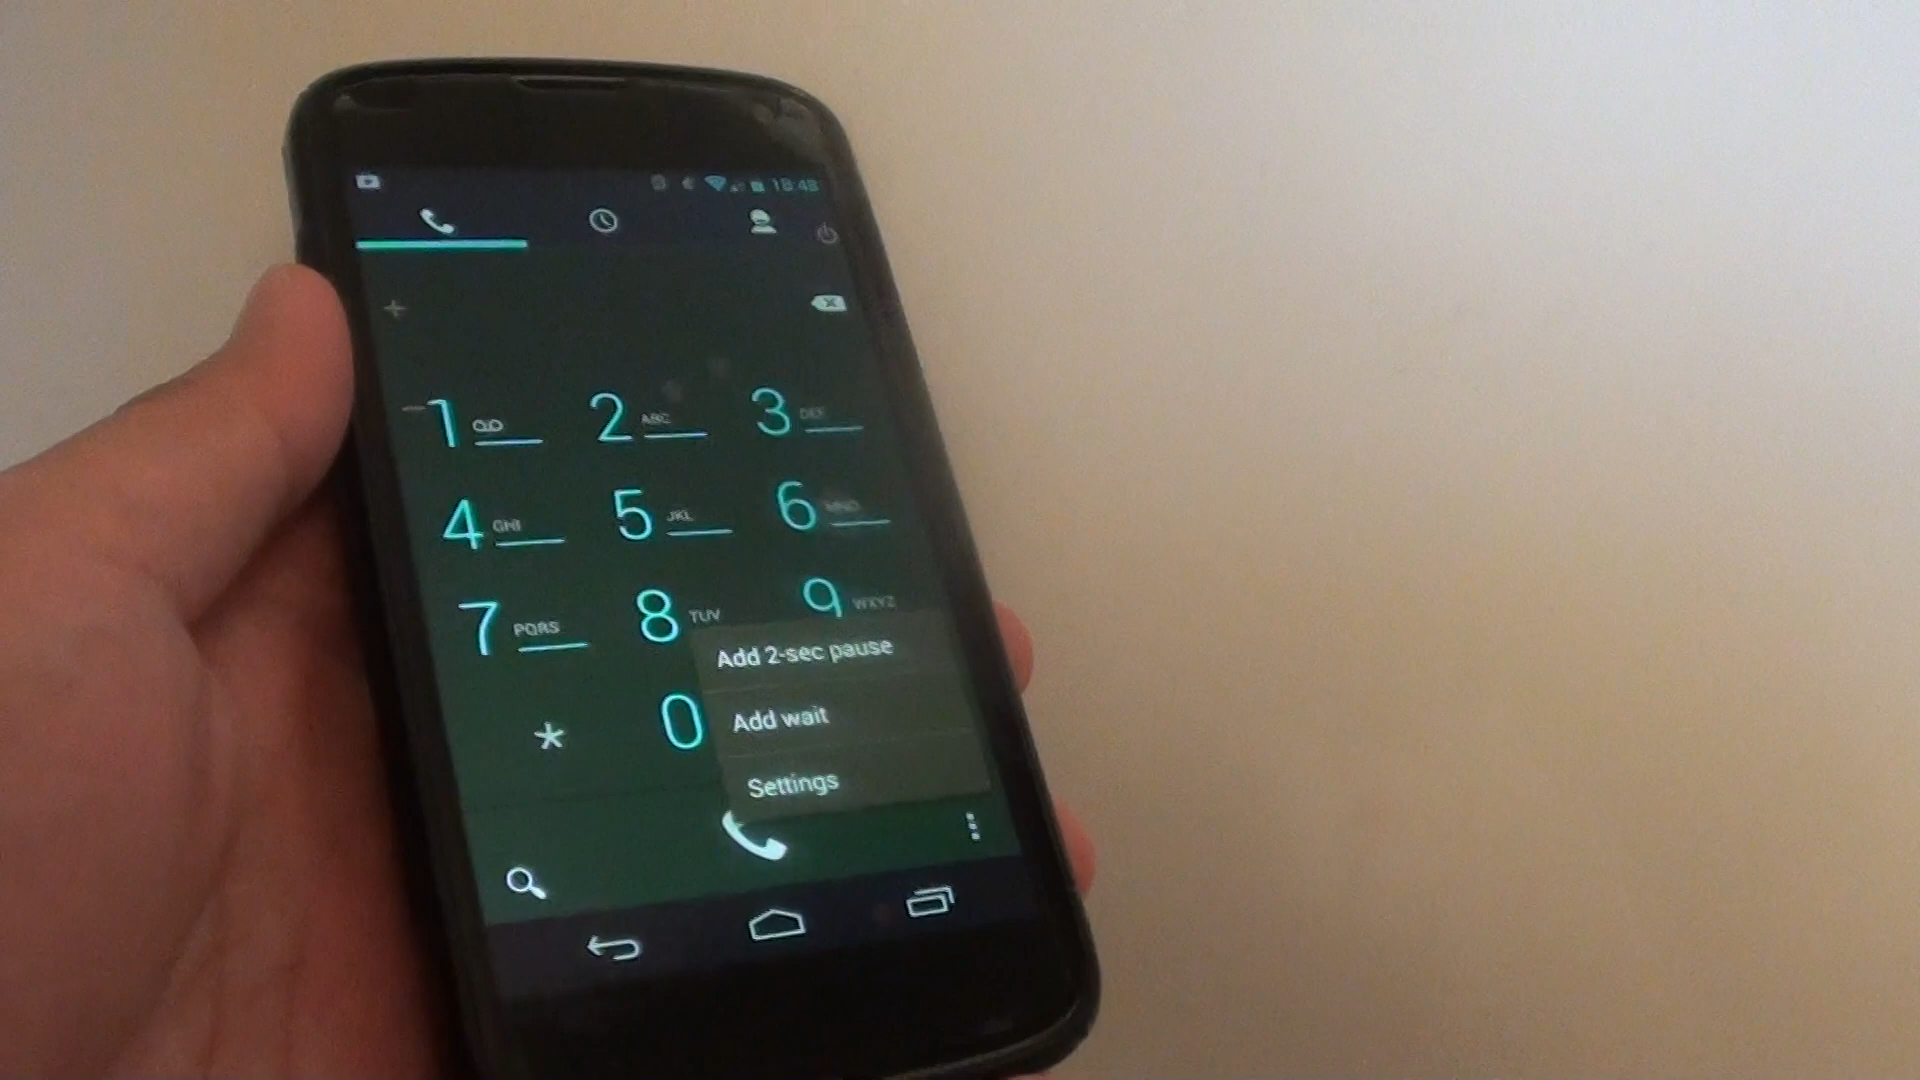 18:48
1
2 ABC
3 DEF
4 GHI
5 JKL
6 MNO
7 PQRS
8 TUV
9 WXYZ
* 0
Add 2-sec pause
Add wait
Settings